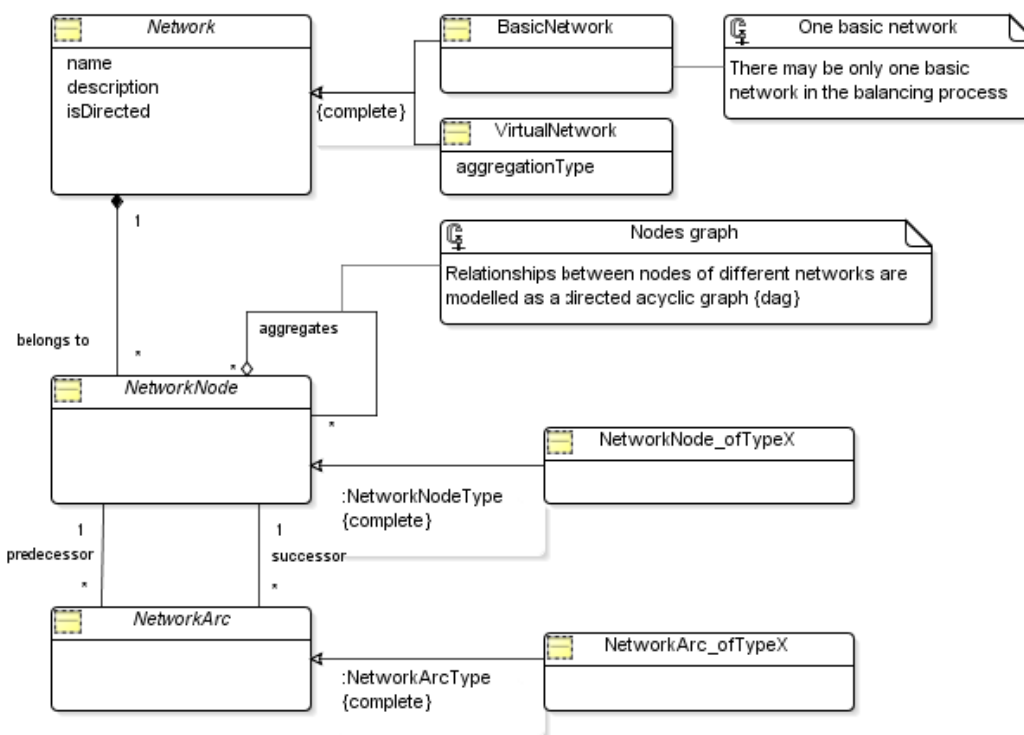 Network
name
description
isDirected
{complete}
BasicNetwork
One basic network
There may be only one basic
network in the balancing process
VirtualNetwork
aggregationType
1
belongs to
*
Nodes graph
Relationships between nodes of different networks are
modelled as a directed acyclic graph {dag}
aggregates
*
*
NetworkNode
NetworkNode_ofTypeX
:NetworkNodeType
{complete}
1
predecessor
*
1
successor
*
NetworkArc
NetworkArc_ofTypeX
:NetworkArcType
{complete}